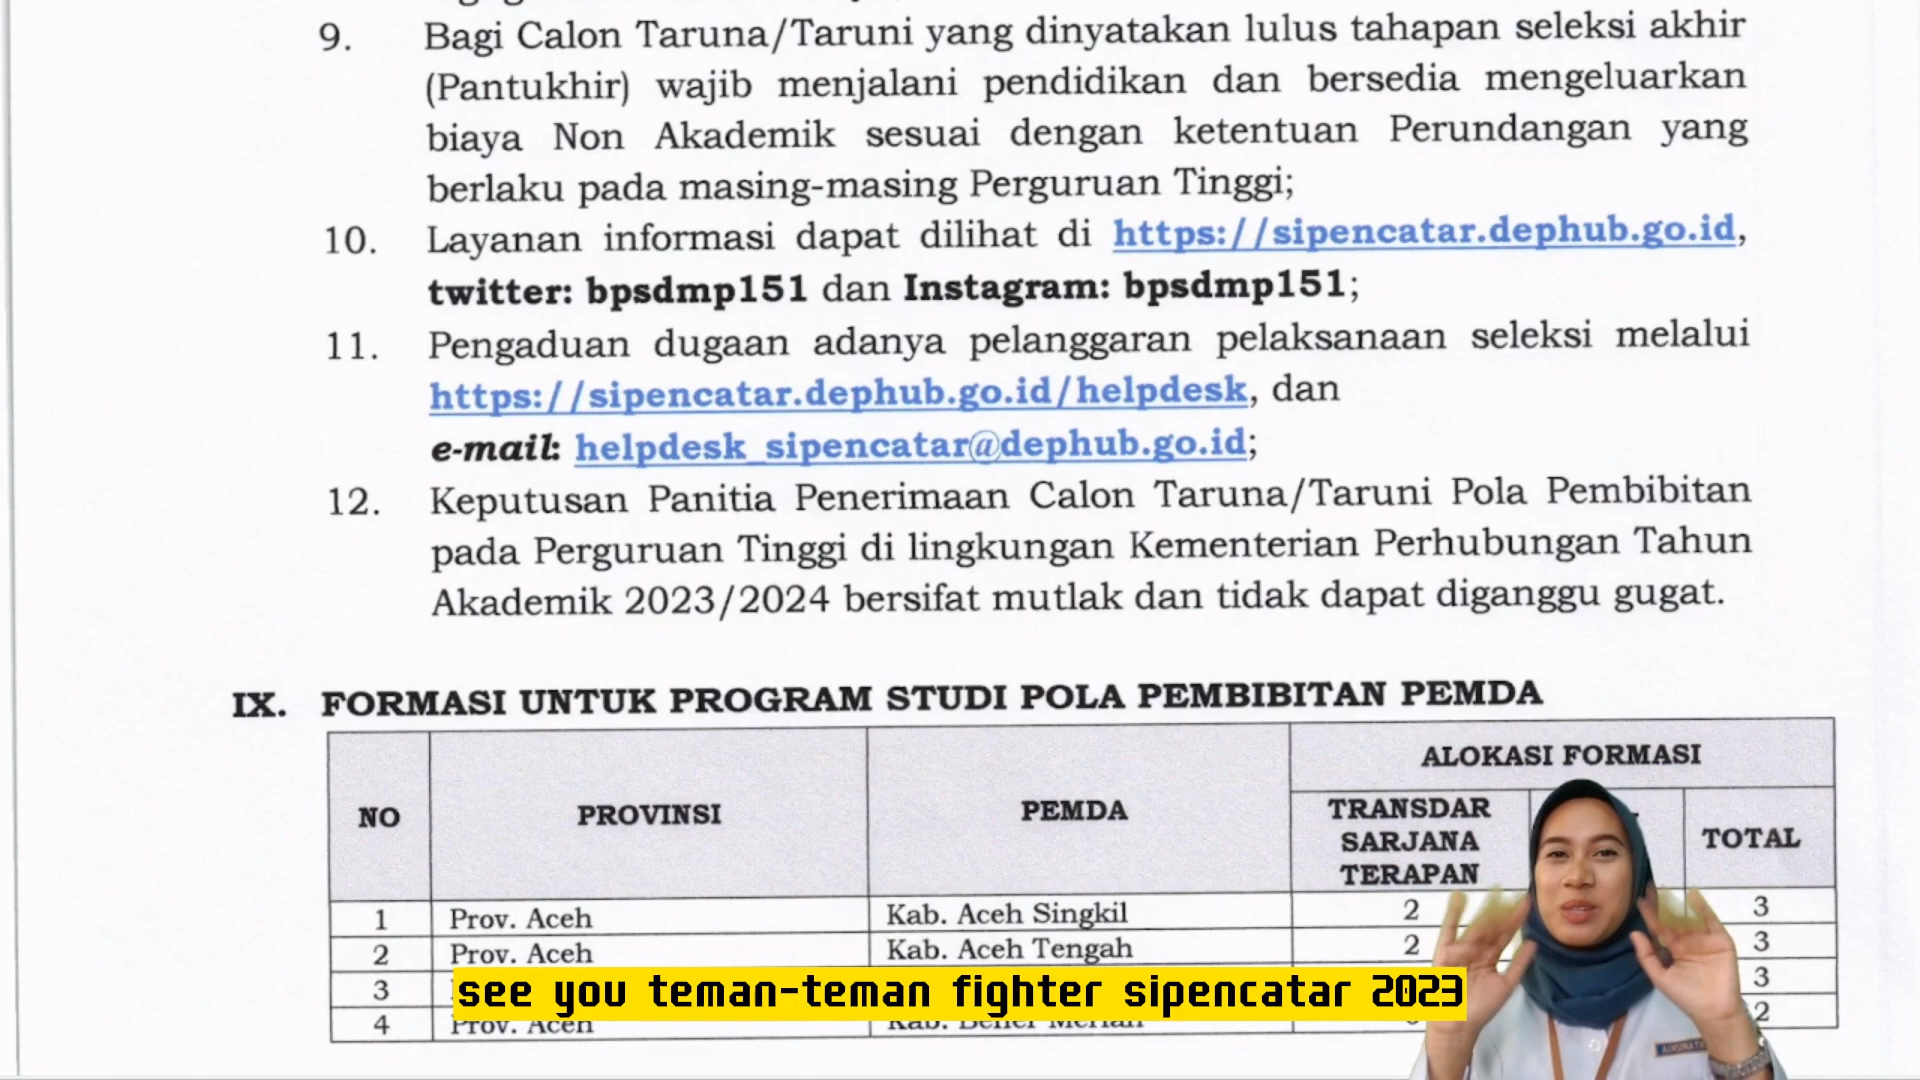 9. Bagi Calon Taruna/Taruni yang dinyatakan lulus tahapan seleksi akhir
(Pantukhir) wajib menjalani pendidikan dan bersedia mengeluarkan
biaya Non Akademik sesuai dengan ketentuan Perundangan yang
berlaku pada masing-masing Perguruan Tinggi;
10. Layanan informasi dapat dilihat di https://sipencatar.dephub.go.id,
twitter: bpsdmp151 dan Instagram: bpsdmp151;
11. Pengaduan dugaan adanya pelanggaran pelaksanaan seleksi melalui
https://sipencatar.dephub.go.id/helpdesk, dan
e-mail: helpdesk_sipencatar@dephub.go.id;
12. Keputusan Panitia Penerimaan Calon Taruna/Taruni Pola Pembibitan
pada Perguruan Tinggi di lingkungan Kementerian Perhubungan Tahun
Akademik 2023/2024 bersifat mutlak dan tidak dapat diganggu gugat.
IX. FORMASI UNTUK PROGRAM STUDI POLA PEMBIBITAN PEMDA
NO PROVINSI PEMDA ALOKASI FORMASI
TRANSDAR SARJANA TERAPAN TOTAL
1 Prov. Aceh Kab. Aceh Singkil 2 3
2 Prov. Aceh Kab. Aceh Tengah 2 3
3 3
see you teman-teman fighter sipencatar 2023
4 Prov. Aceh Kab. Bener Meriah 2